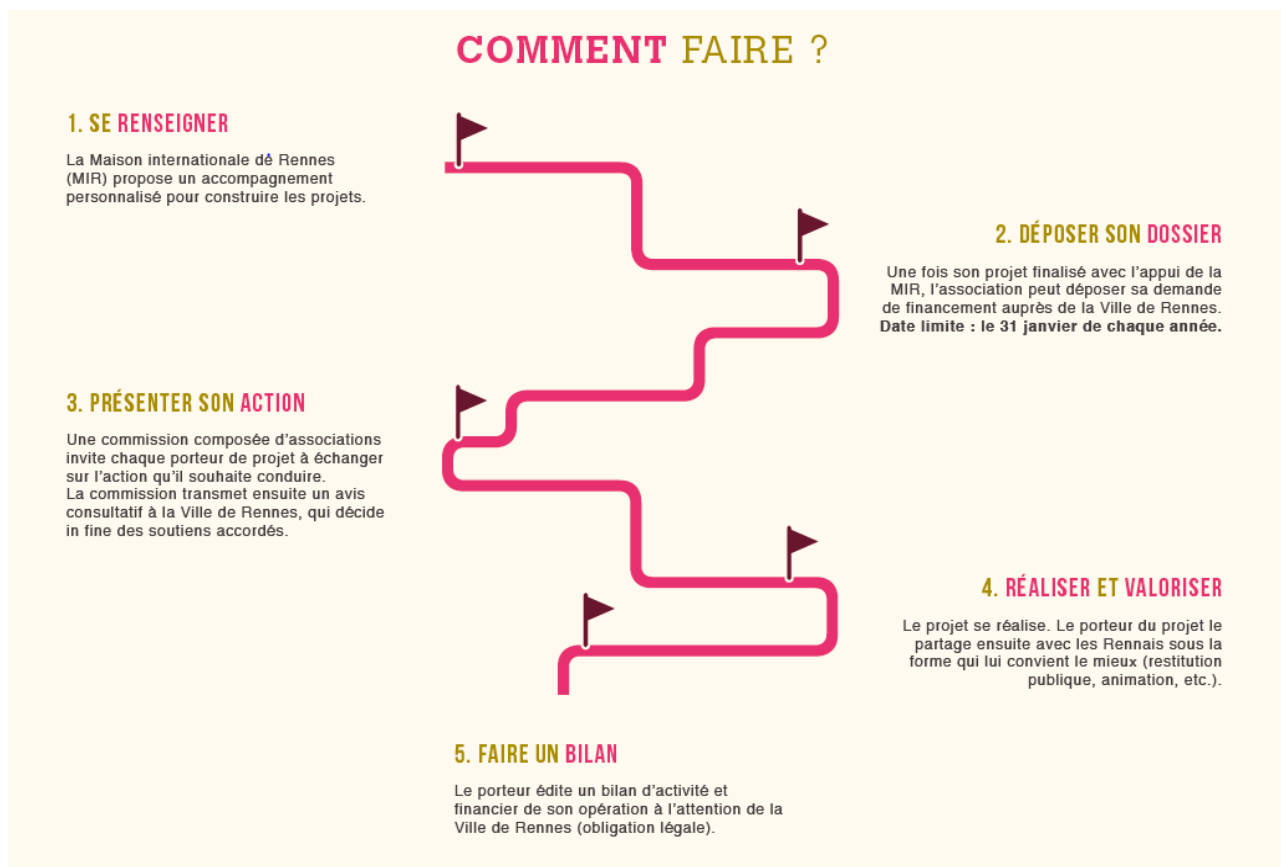 COMMENT FAIRE ?
1. SE RENSEIGNER
La Maison internationale de Rennes
(MIR) propose un accompagnement
personnalisé pour construire les projets.
2. DÉPOSER SON DOSSIER
Une fois son projet finalisé avec l'appui de la
MIR, l'association peut déposer sa demande
de financement auprès de la Ville de Rennes.
Date limite : le 31 janvier de chaque année.
3. PRÉSENTER SON ACTION
Une commission composée d'associations
invite chaque porteur de projet à échanger
sur l'action qu'il souhaite conduire.
La commission transmet ensuite un avis
consultatif à la Ville de Rennes, qui décide
in fine des soutiens accordés.
4. RÉALISER ET VALORISER
Le projet se réalise. Le porteur du projet le
partage ensuite avec les Rennais sous la
forme qui lui convient le mieux (restitution
publique, animation, etc.).
5. FAIRE UN BILAN
Le porteur édite un bilan d'activité et
financier de son opération à l'attention de la
Ville de Rennes (obligation légale).